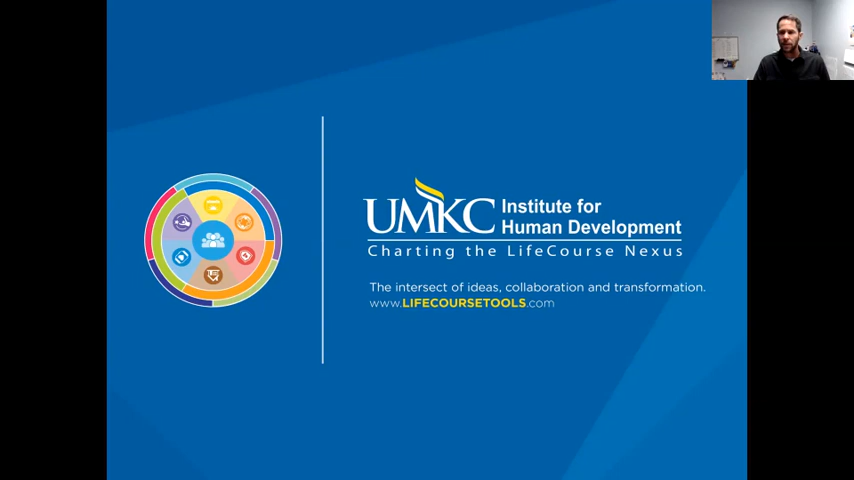 UMKC Institute for
Human Development
Charting the LifeCourse Nexus
The intersect of ideas, collaboration and transformation.
www.LIFECOURSETOOLS.com